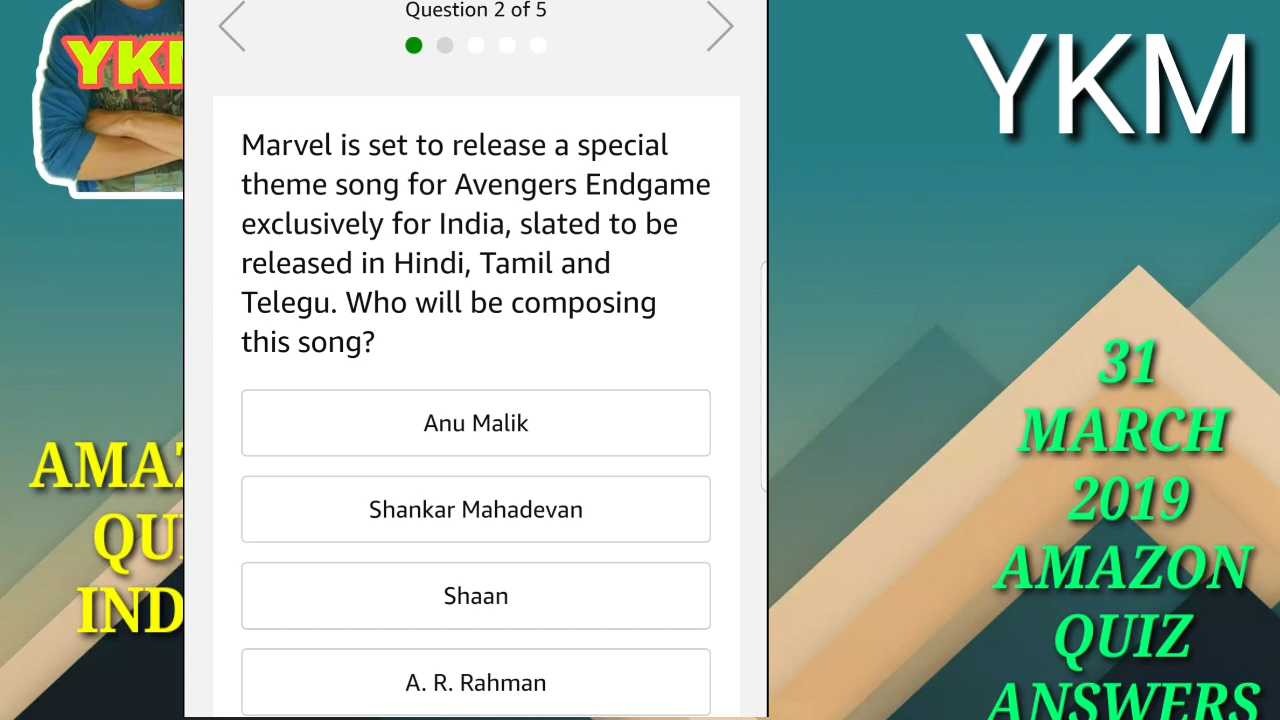 Question 2 of 5
YKM
Marvel is set to release a special
theme song for Avengers Endgame
exclusively for India, slated to be
released in Hindi, Tamil and
Telegu. Who will be composing
this song?
Anu Malik
Shankar Mahadevan
Shaan
A. R. Rahman
31
MARCH
2019
AMAZON
QUIZ
ANSWERS